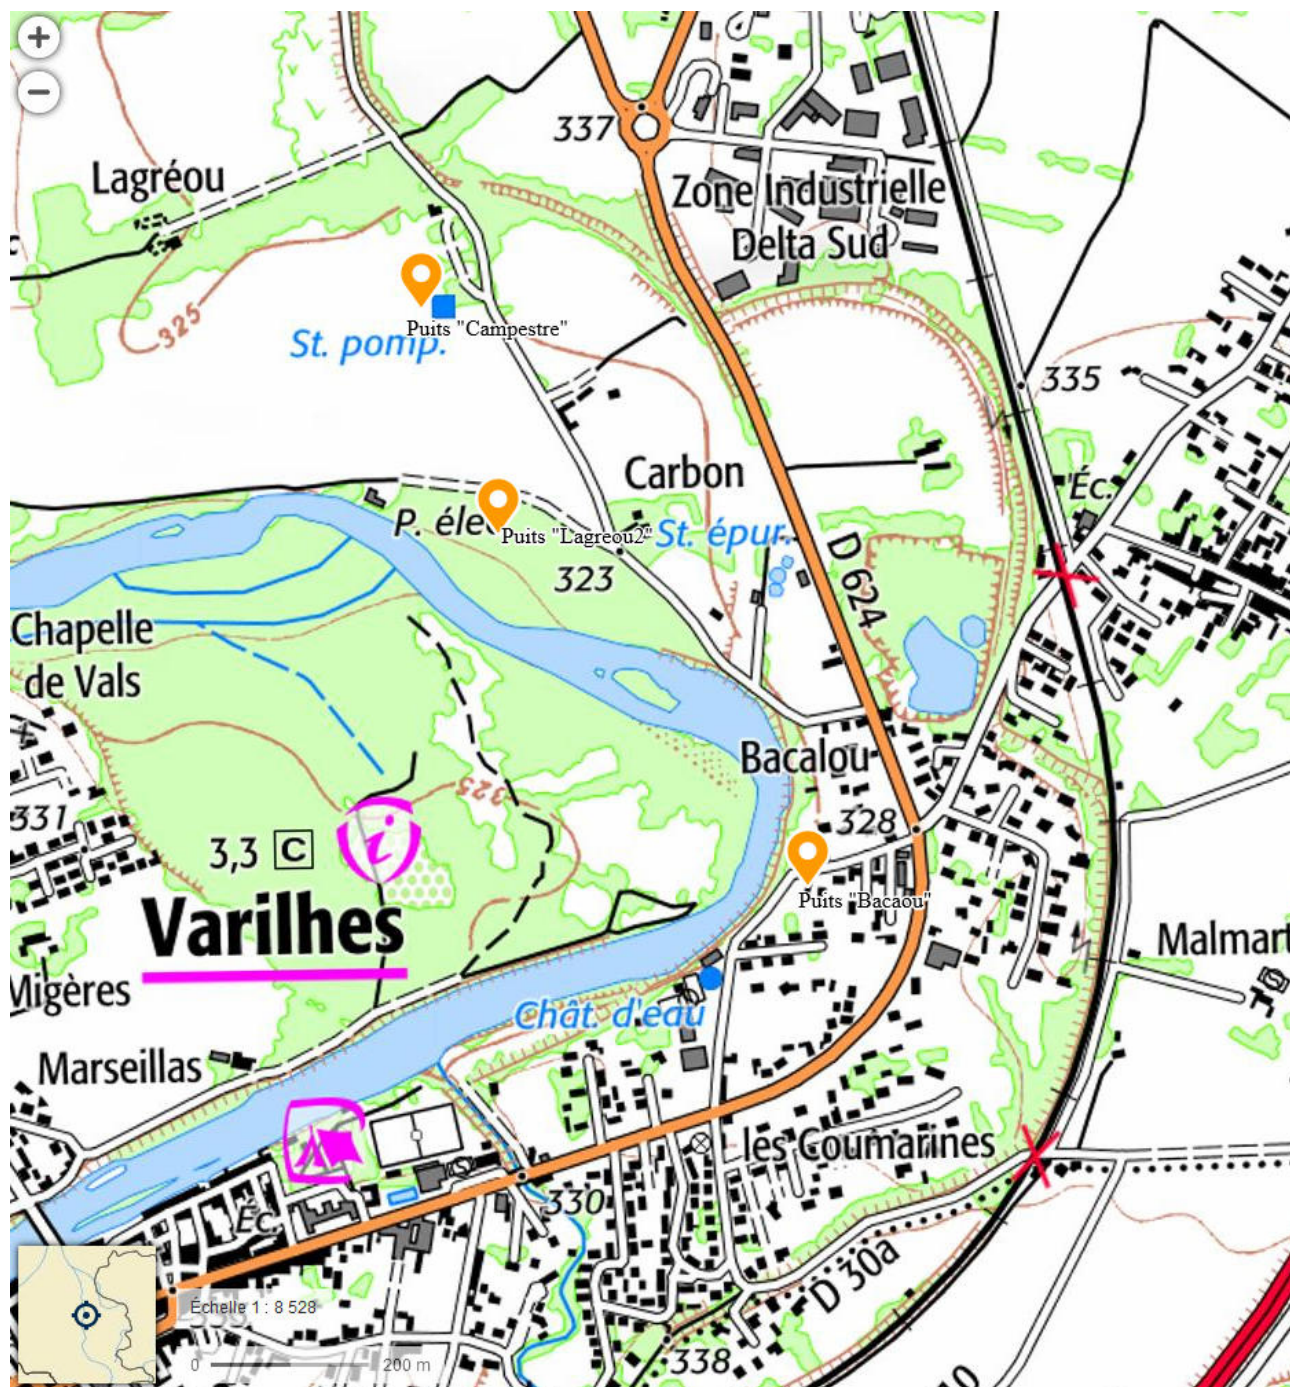 +
−
337
Lagréou
Zone Industrielle
Delta Sud
325
Puits "Campestre"
St. pomp.
335
Carbon
Éc.
P. élec
Puits "Lagreou2"
St. épur.
323
D 624
Chapelle
de Vals
Bacalou
325
331
328
3,3 C
i
Puits "Bacaou"
Varilhes
Malmart
Migères
Chât. d'eau
Marseillas
les Coumarines
330
Éc.
D 30a
Échelle 1 : 8 528
338
0 200 m